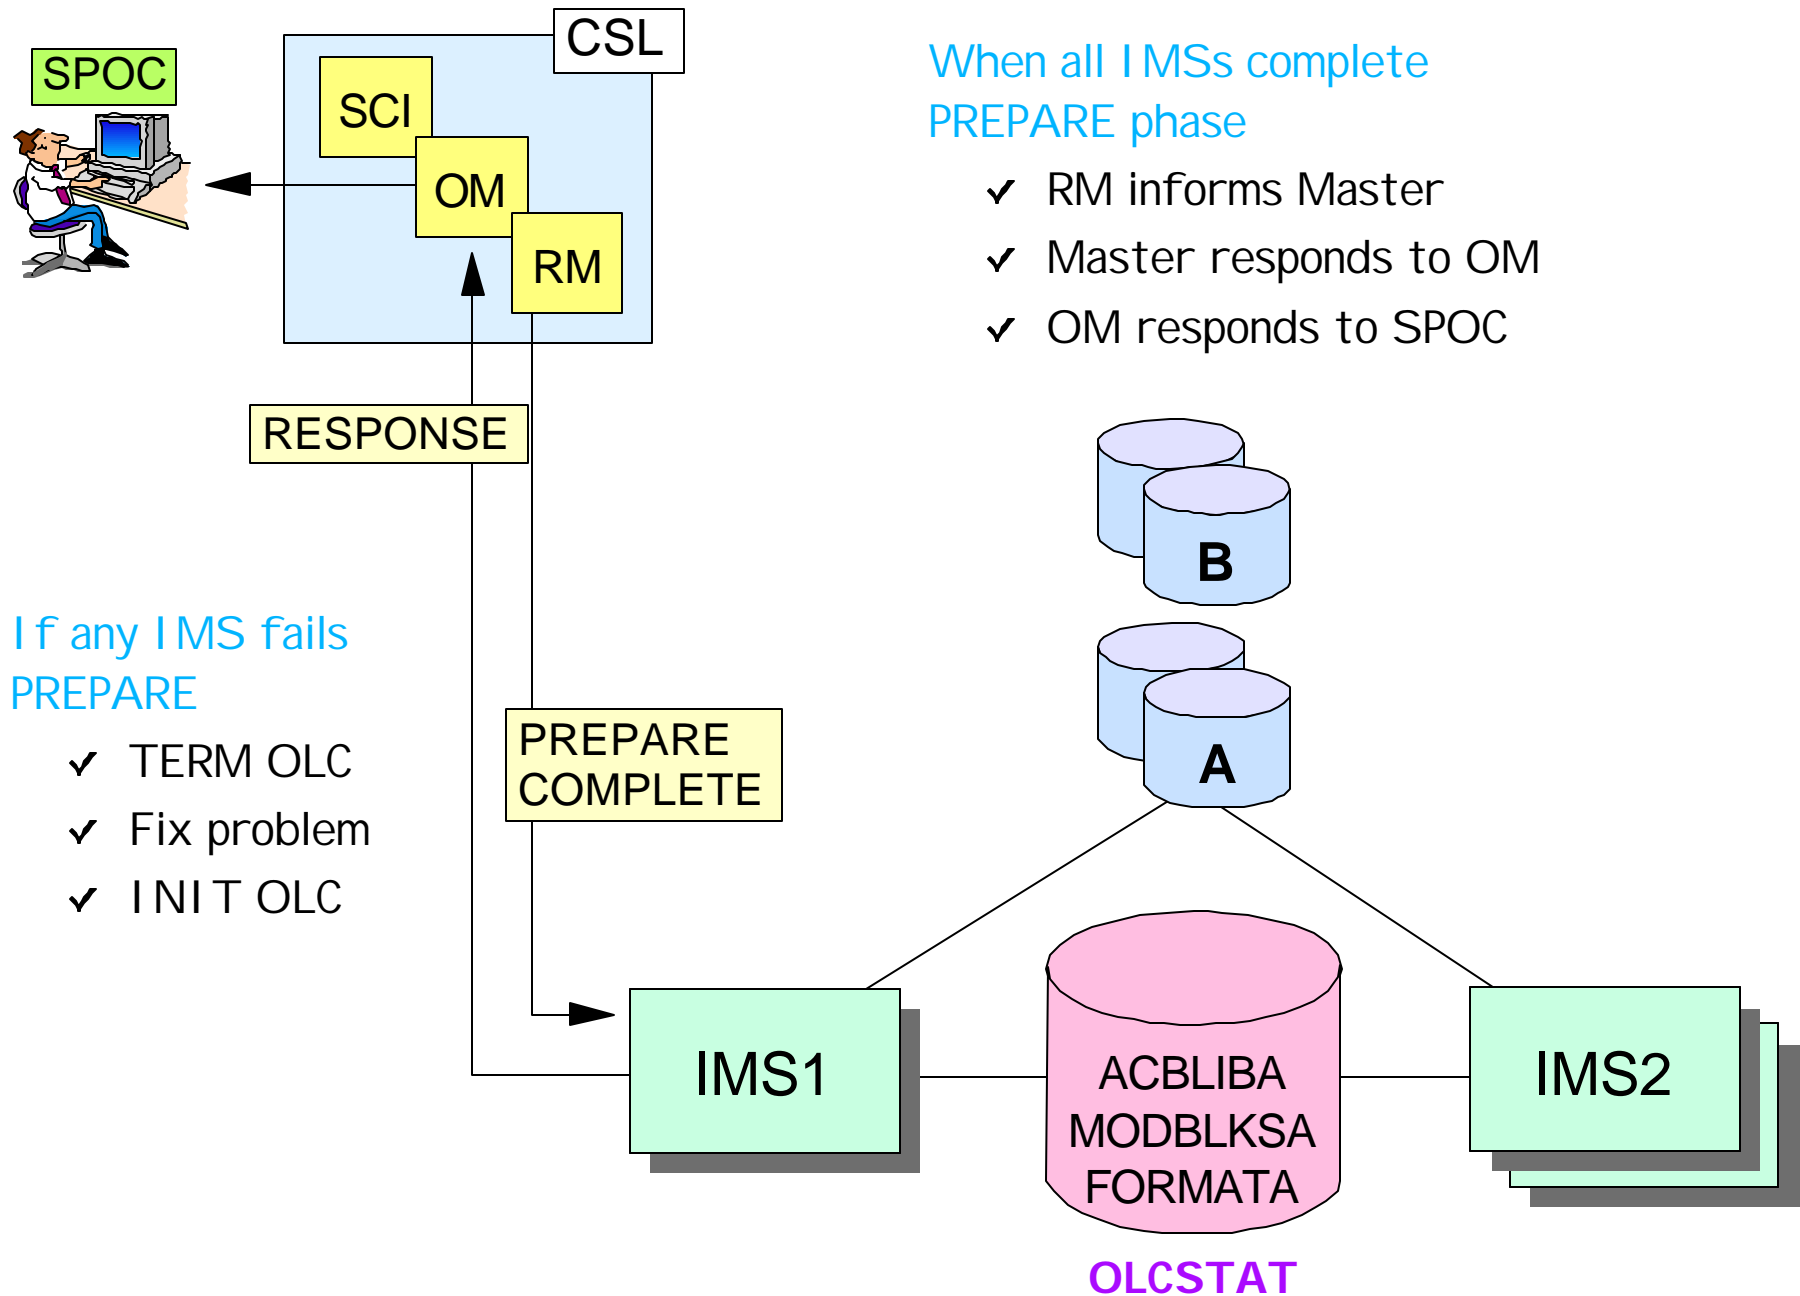 SPOC
CSL
SCI
OM
RM
When all IMSs complete
PREPARE phase
RM informs Master
Master responds to OM
OM responds to SPOC
RESPONSE
If any IMS fails
PREPARE
TERM OLC
Fix problem
INIT OLC
PREPARE
COMPLETE
B
A
IMS1
ACBLIBA
MODBLKSA
FORMATA
IMS2
OLCSTAT